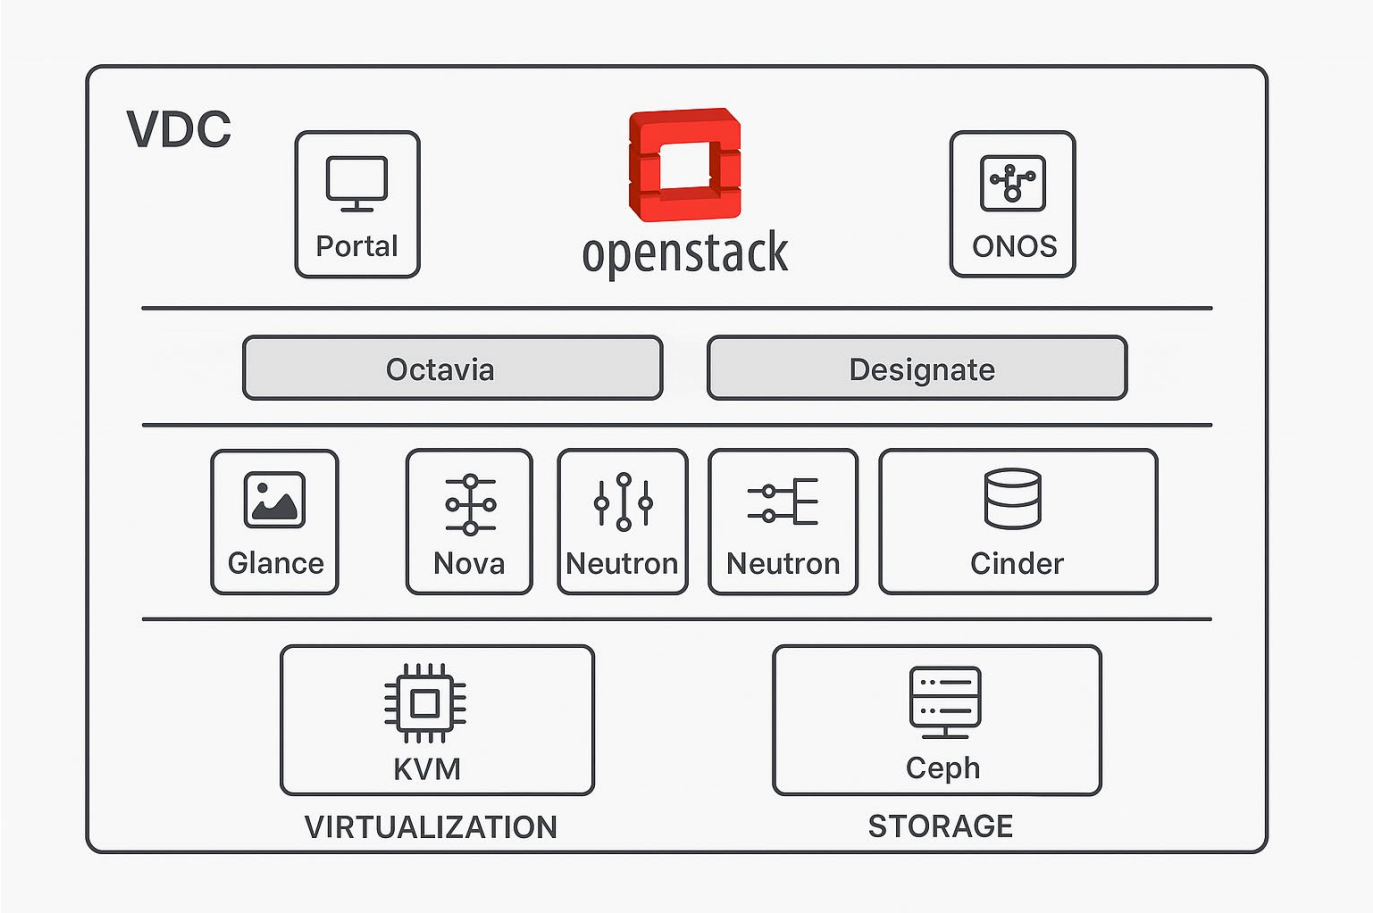 VDC
Portal
openstack
ONOS
Octavia
Designate
Glance
Nova
Neutron
Neutron
Cinder
KVM
Ceph
VIRTUALIZATION
STORAGE